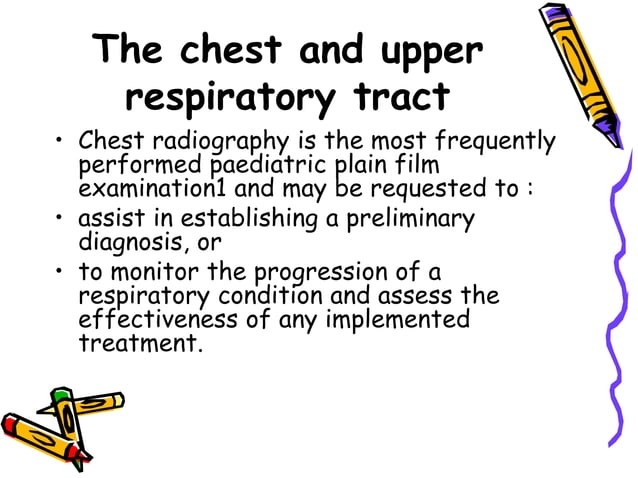 The chest and upper
respiratory tract
• Chest radiography is the most frequently
performed paediatric plain film
examination1 and may be requested to :
• assist in establishing a preliminary
diagnosis, or
• to monitor the progression of a
respiratory condition and assess the
effectiveness of any implemented
treatment.